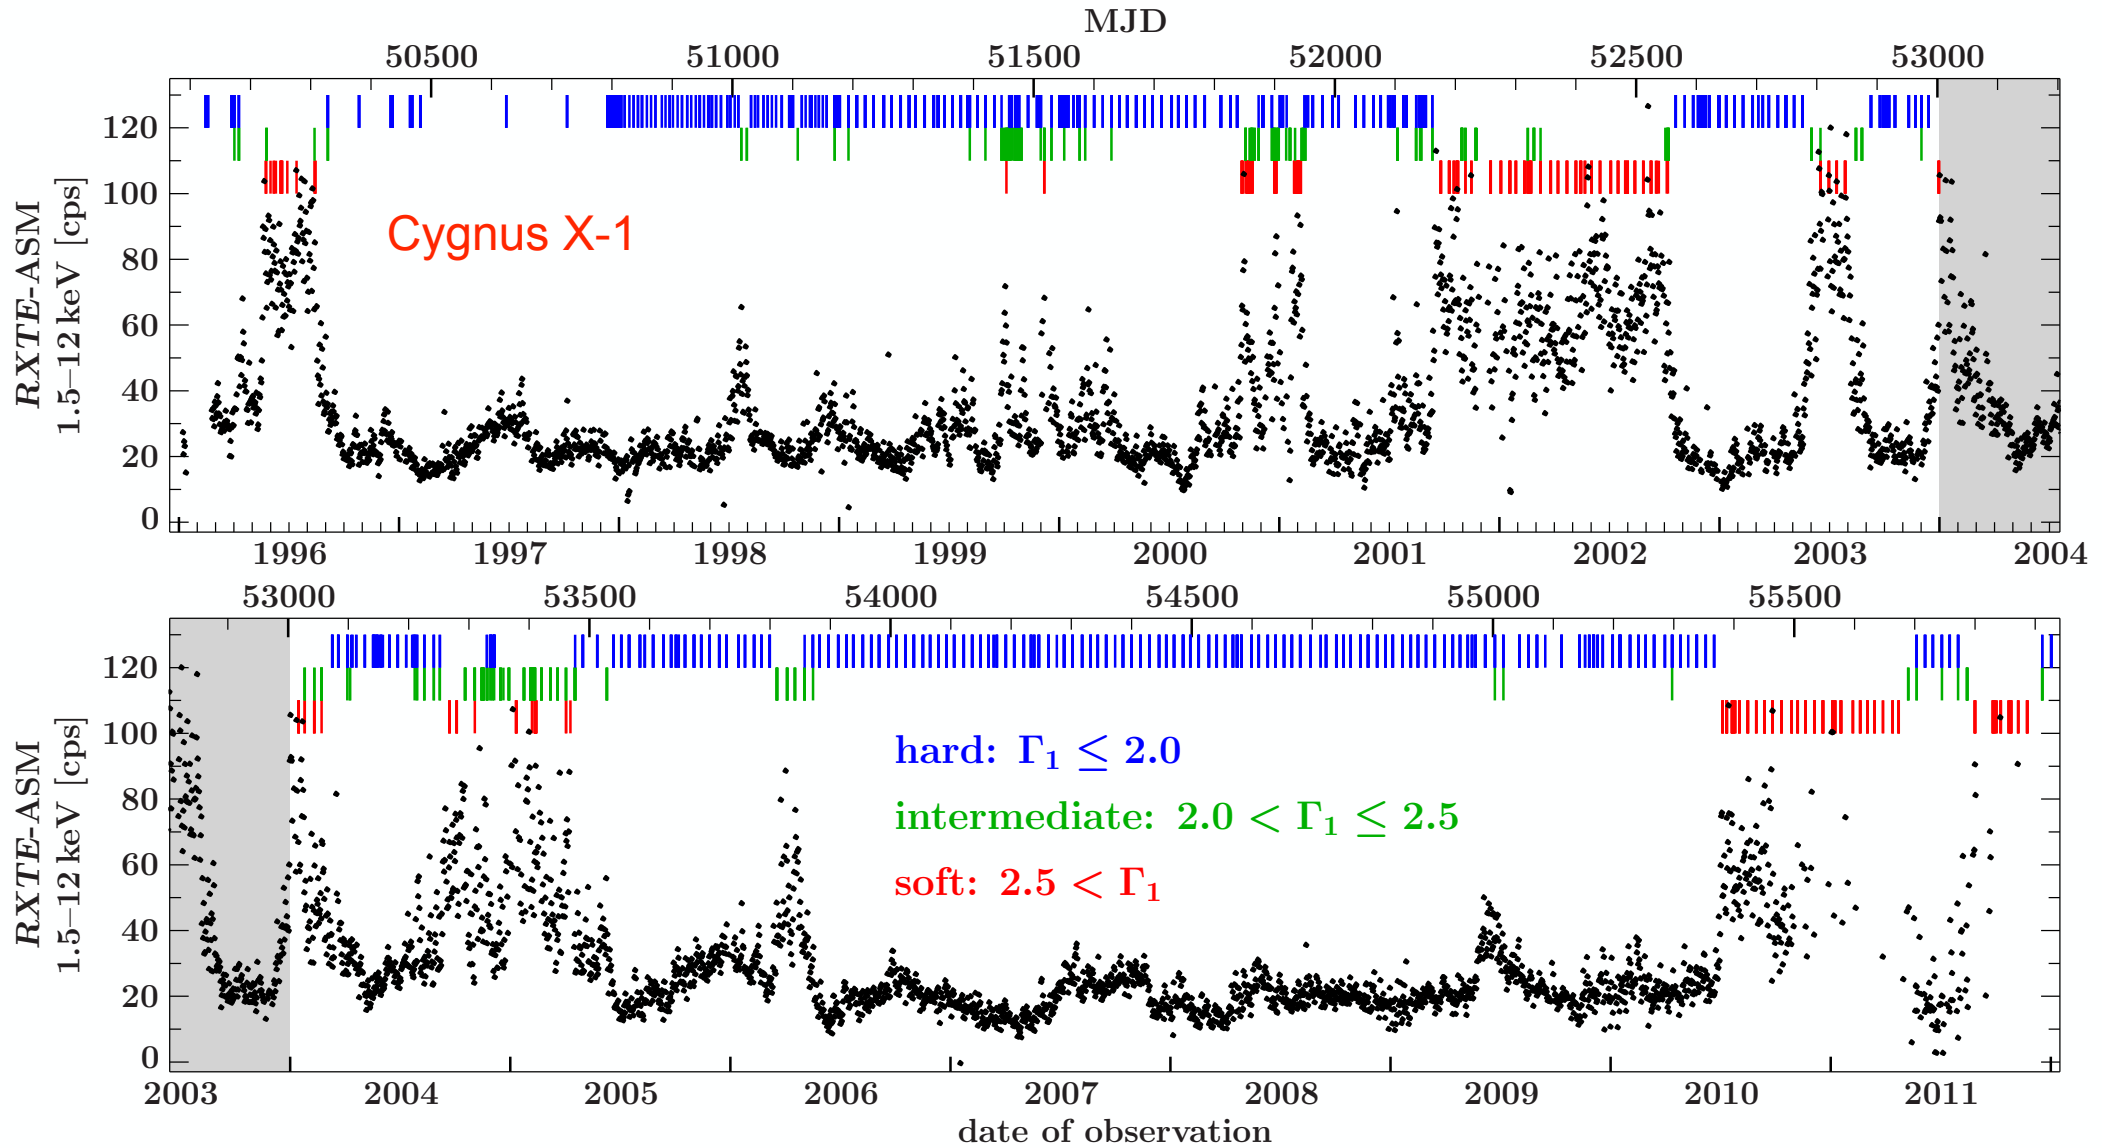 MJD
50500 51000 51500 52000 52500 53000
120
100
80
60
40
20
0
RXTE-ASM
1.5–12 keV [cps]
Cygnus X-1
1996 1997 1998 1999 2000 2001 2002 2003 2004
53000 53500 54000 54500 55000 55500
120
100
80
60
40
20
0
RXTE-ASM
1.5–12 keV [cps]
hard: Γ₁ ≤ 2.0
intermediate: 2.0 < Γ₁ ≤ 2.5
soft: 2.5 < Γ₁
2003 2004 2005 2006 2007 2008 2009 2010 2011
date of observation